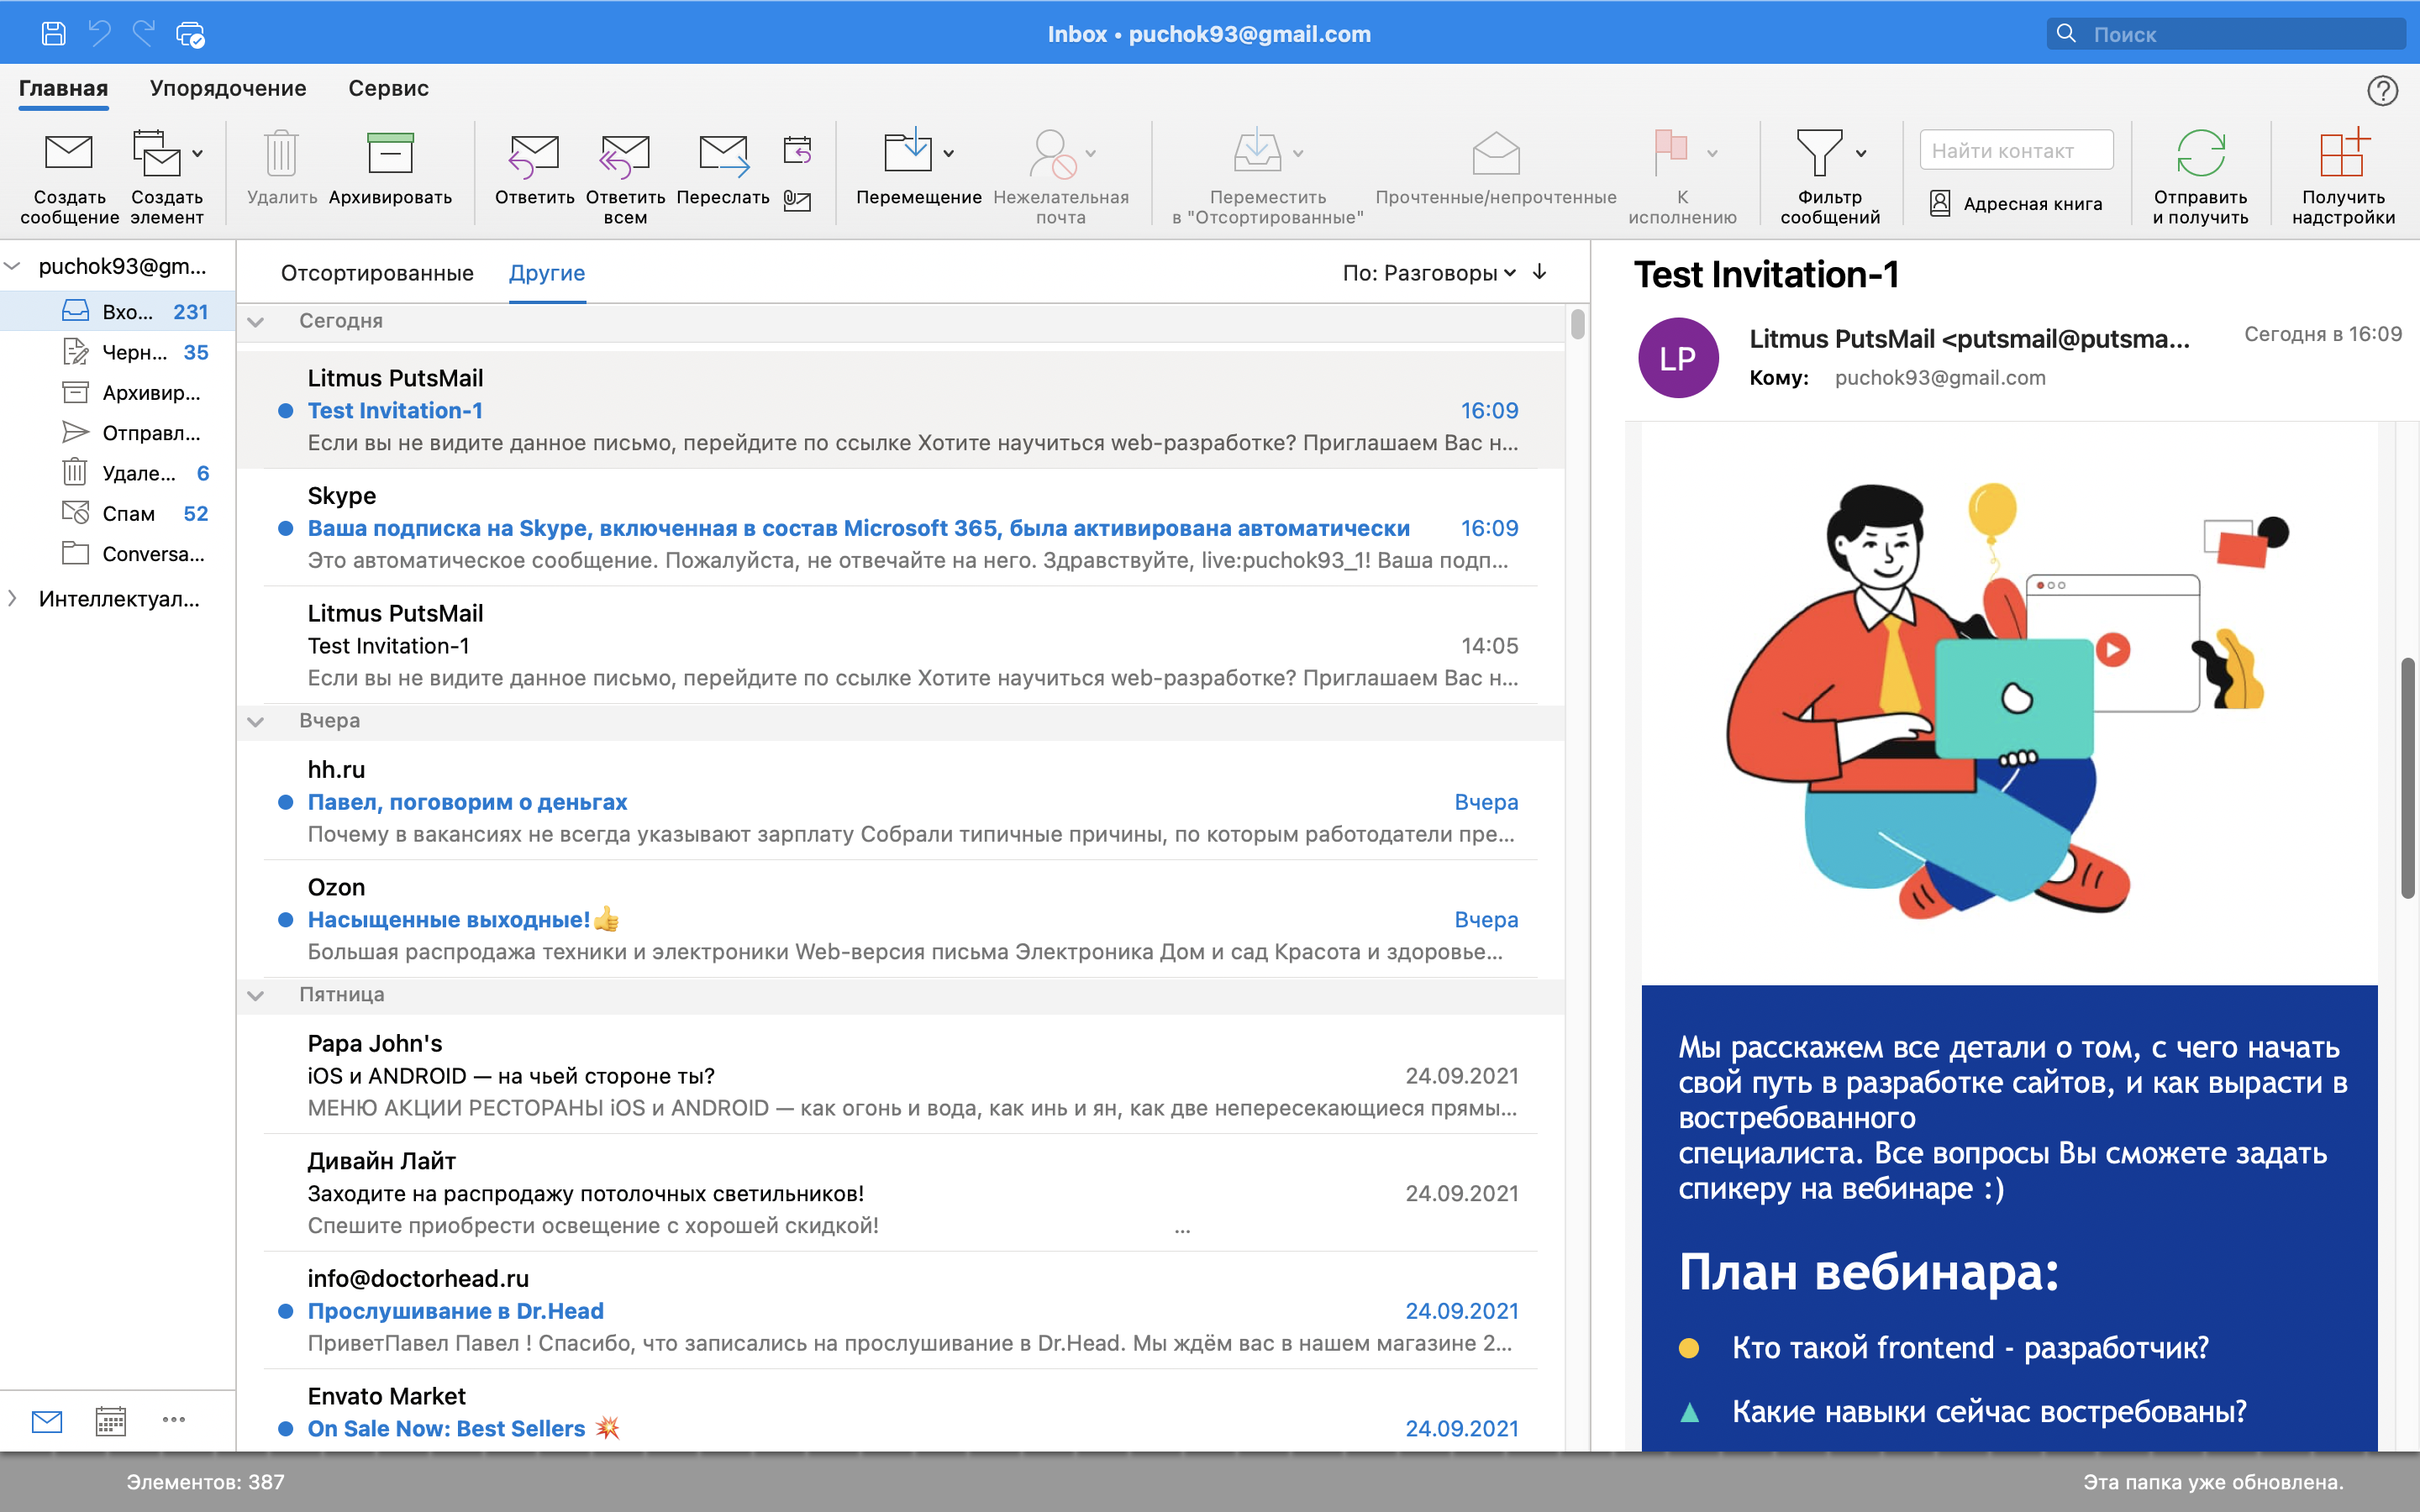 Inbox • puchok93@gmail.com
Поиск
Главная
Упорядочение
Сервис
Создать сообщение
Создать элемент
Удалить
Архивировать
Ответить
Ответить всем
Переслать
Перемещение
Нежелательная почта
Переместить в "Отсортированные"
Прочтенные/непрочтенные
К исполнению
Фильтр сообщений
Найти контакт
Адресная книга
Отправить и получить
Получить надстройки
puchok93@gm...
Вхо... 231
Черн... 35
Архивир...
Отправл...
Удале... 6
Спам 52
Conversa...
Интеллектуал...
Отсортированные
Другие
По: Разговоры
Сегодня
Litmus PutsMail
Test Invitation-1 16:09
Если вы не видите данное письмо, перейдите по ссылке Хотите научиться web-разработке? Приглашаем Вас н...
Skype
Ваша подписка на Skype, включенная в состав Microsoft 365, была активирована автоматически 16:09
Это автоматическое сообщение. Пожалуйста, не отвечайте на него. Здравствуйте, live:puchok93_1! Ваша подп...
Litmus PutsMail
Test Invitation-1 14:05
Если вы не видите данное письмо, перейдите по ссылке Хотите научиться web-разработке? Приглашаем Вас н...
Вчера
hh.ru
Павел, поговорим о деньгах Вчера
Почему в вакансиях не всегда указывают зарплату Собрали типичные причины, по которым работодатели пре...
Ozon
Насыщенные выходные!👍 Вчера
Большая распродажа техники и электроники Web-версия письма Электроника Дом и сад Красота и здоровье...
Пятница
Papa John's
iOS и ANDROID — на чьей стороне ты? 24.09.2021
МЕНЮ АКЦИИ РЕСТОРАНЫ iOS и ANDROID — как огонь и вода, как инь и ян, как две непересекающиеся прямы...
Дивайн Лайт
Заходите на распродажу потолочных светильников! 24.09.2021
Спешите приобрести освещение с хорошей скидкой! ...
info@doctorhead.ru
Прослушивание в Dr.Head 24.09.2021
ПриветПавел Павел ! Спасибо, что записались на прослушивание в Dr.Head. Мы ждём вас в нашем магазине 2...
Envato Market
On Sale Now: Best Sellers 💥 24.09.2021
Test Invitation-1
LP
Litmus PutsMail <putsmail@putsma...
Сегодня в 16:09
Кому: puchok93@gmail.com
Мы расскажем все детали о том, с чего начать
свой путь в разработке сайтов, и как вырасти в
востребованного
специалиста. Все вопросы Вы сможете задать
спикеру на вебинаре :)
План вебинара:
Кто такой frontend - разработчик?
Какие навыки сейчас востребованы?
Элементов: 387
Эта папка уже обновлена.